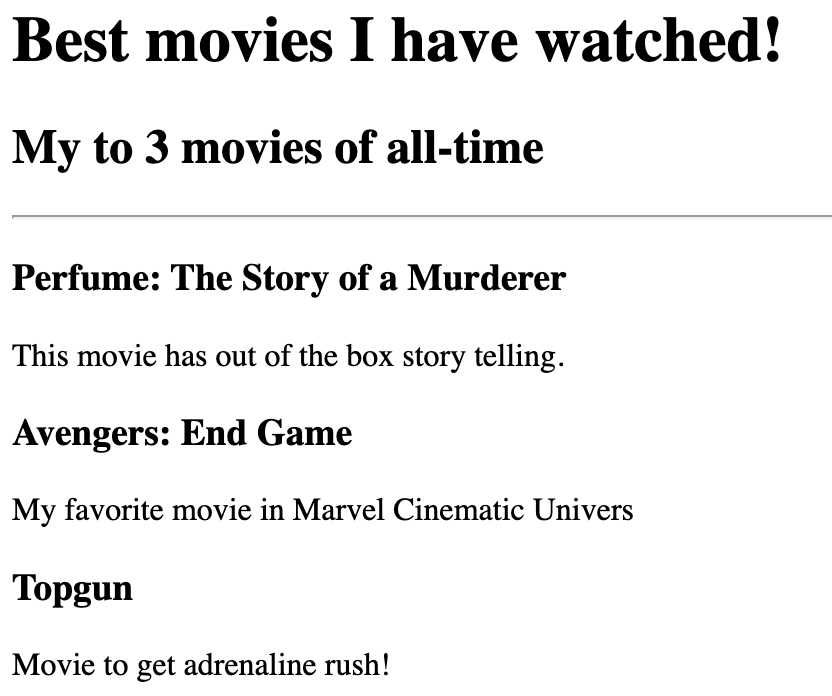 Best movies I have watched!
My to 3 movies of all-time
Perfume: The Story of a Murderer
This movie has out of the box story telling.
Avengers: End Game
My favorite movie in Marvel Cinematic Univers
Topgun
Movie to get adrenaline rush!